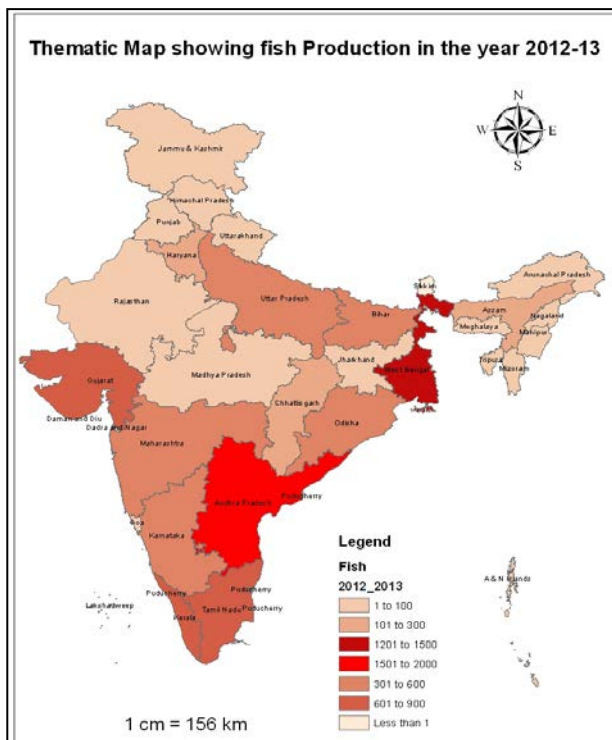 Thematic Map showing fish Production in the year 2012-13
N
W E
S
Jammu & Kashmir
Himachal Pradesh
Punjab
Uttarakhand
Haryana
Arunachal Pradesh
Sikkim
Rajasthan
Uttar Pradesh
Assam
Nagaland
Bihar
Meghalaya
Manipur
Jharkhand
Tripura
Mizoram
West Bengal
Gujarat
Madhya Pradesh
Chhattisgarh
Daman and Diu
Dadra and Nagar
Odisha
Maharashtra
Andhra Pradesh
Puducherry
Goa
Karnataka
Puducherry
Puducherry
Lakshadweep
Kerala
Tamil Nadu
Puducherry
A & N Islands
Legend
Fish
2012_2013
1 to 100
101 to 300
1201 to 1500
1501 to 2000
301 to 600
601 to 900
Less than 1
1 cm = 156 km